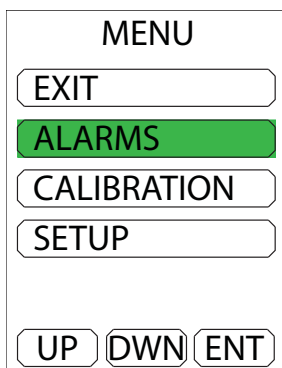 MENU
EXIT
ALARMS
CALIBRATION
SETUP
UP DWN ENT